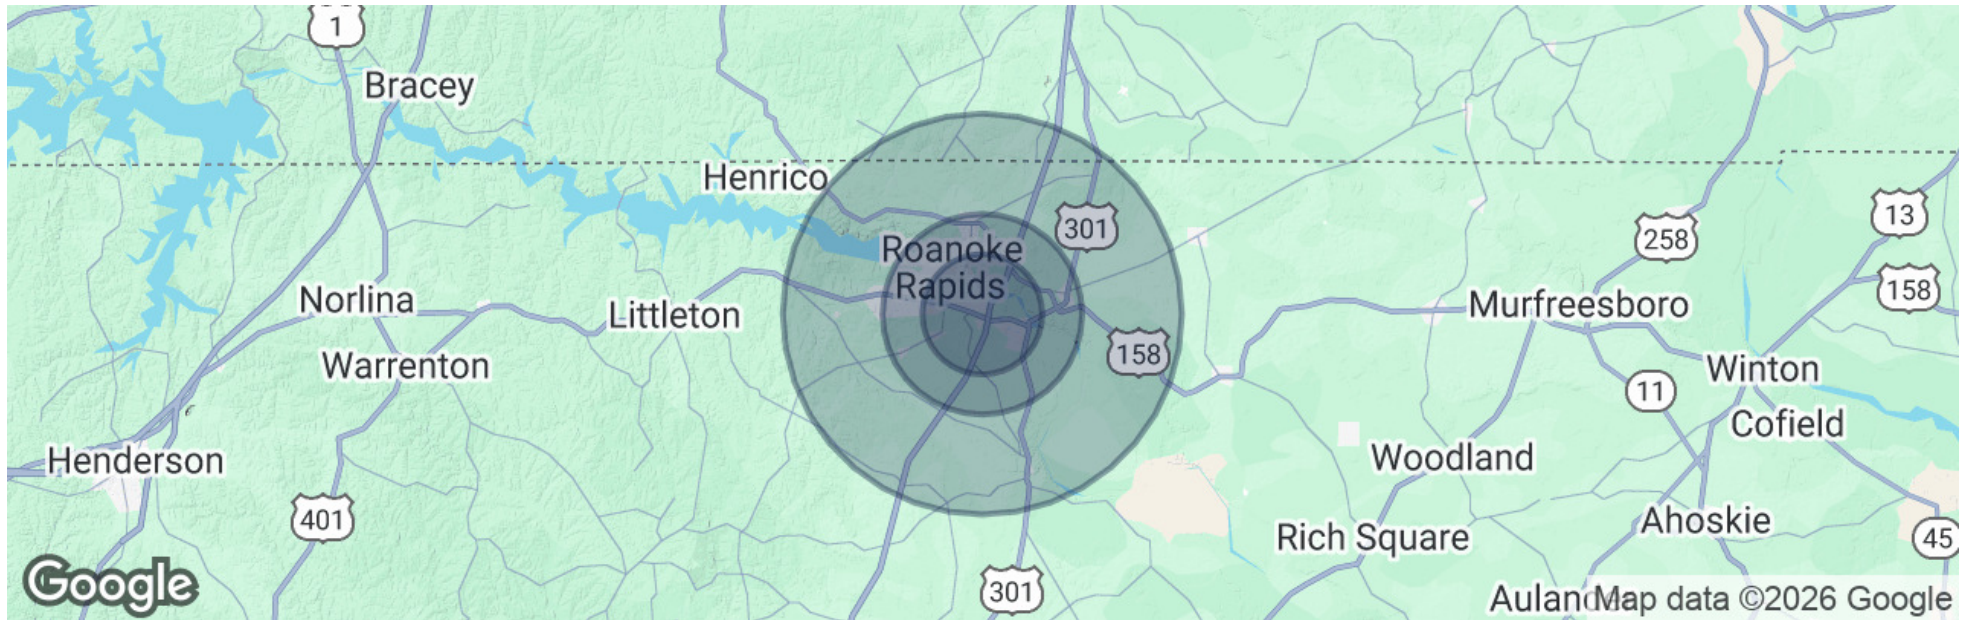 1
Bracey
Henrico
Roanoke
Rapids
301
13
258
158
Norlina
Littleton
Murfreesboro
Warrenton
158
Winton
11
Cofield
Henderson
Woodland
401
Ahoskie
Rich Square
45
Google
301
Aulander
Map data ©2026 Google